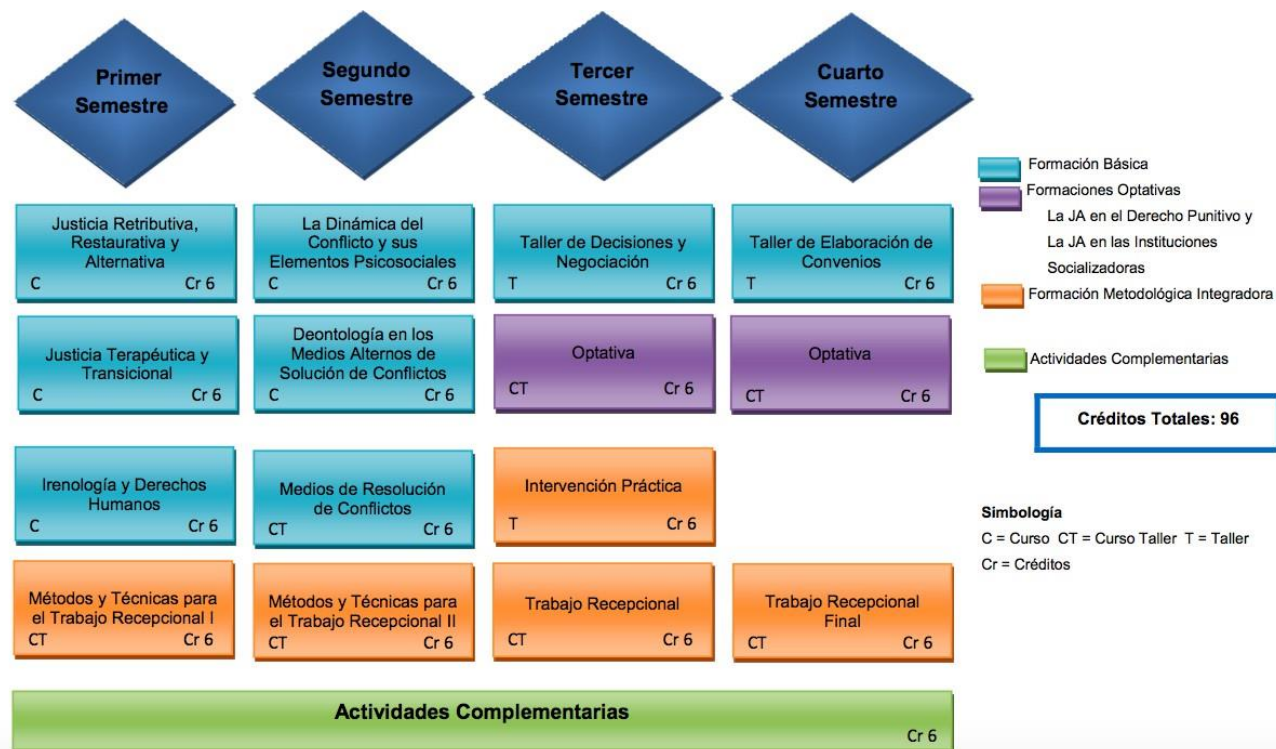 Primer
Semestre
Segundo
Semestre
Tercer
Semestre
Cuarto
Semestre
Justicia Retributiva,
Restaurativa y
Alternativa
C Cr 6
La Dinámica del
Conflicto y sus
Elementos Psicosociales
C Cr 6
Taller de Decisiones y
Negociación
T Cr 6
Taller de Elaboración de
Convenios
T Cr 6
Justicia Terapéutica y
Transicional
C Cr 6
Deontología en los
Medios Alternos de
Solución de Conflictos
C Cr 6
Optativa
CT Cr 6
Optativa
CT Cr 6
Irenología y Derechos
Humanos
C Cr 6
Medios de Resolución
de Conflictos
CT Cr 6
Intervención Práctica
T Cr 6
Métodos y Técnicas para
el Trabajo Recepcional I
CT Cr 6
Métodos y Técnicas para
el Trabajo Recepcional II
CT Cr 6
Trabajo Recepcional
CT Cr 6
Trabajo Recepcional
Final
CT Cr 6
Actividades Complementarias
Cr 6
Formación Básica
Formaciones Optativas
La JA en el Derecho Punitivo y
La JA en las Instituciones
Socializadoras
Formación Metodológica Integradora
Actividades Complementarias
Créditos Totales: 96
Simbología
C = Curso CT = Curso Taller T = Taller
Cr = Créditos